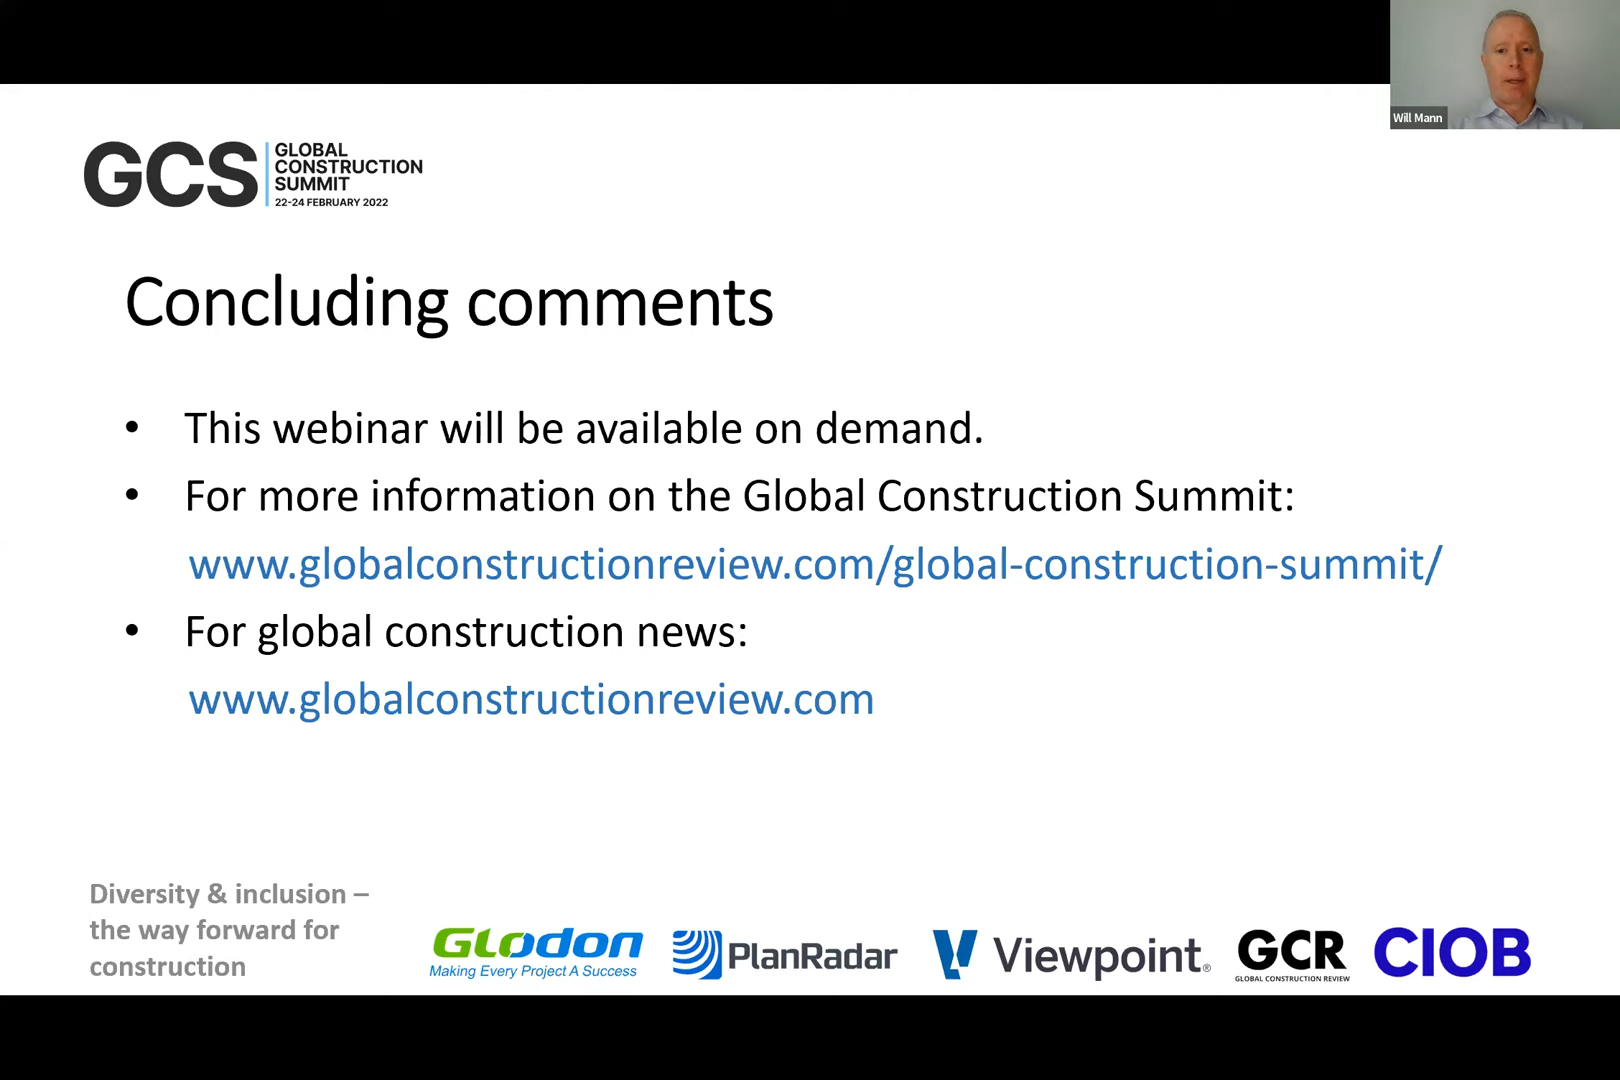 Will Mann
GCS
GLOBAL
CONSTRUCTION
SUMMIT
22-24 FEBRUARY 2022
Concluding comments
• This webinar will be available on demand.
• For more information on the Global Construction Summit:
www.globalconstructionreview.com/global-construction-summit/
• For global construction news:
www.globalconstructionreview.com
Diversity & inclusion –
the way forward for
construction
GLodon
Making Every Project A Success
PlanRadar
Viewpoint®
GCR
GLOBAL CONSTRUCTION REVIEW
CIOB